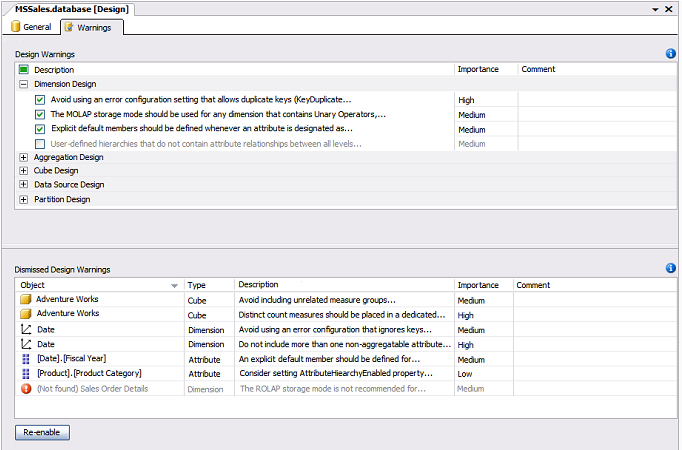 MSSales.database [Design]
General Warnings
Design Warnings
Description Importance Comment
Dimension Design
Avoid using an error configuration setting that allows duplicate keys (KeyDuplicate... High
The MOLAP storage mode should be used for any dimension that contains Unary Operators,... Medium
Explicit default members should be defined whenever an attribute is designated as... Medium
User-defined hierarchies that do not contain attribute relationships between all levels... Medium
Aggregation Design
Cube Design
Data Source Design
Partition Design
Dismissed Design Warnings
Object Type Description Importance Comment
Adventure Works Cube Avoid including unrelated measure groups... Medium
Adventure Works Cube Distinct count measures should be placed in a dedicated... High
Date Dimension Avoid using an error configuration that ignores keys... Medium
Date Dimension Do not include more than one non-aggregatable attribute... High
[Date].[Fiscal Year] Attribute An explicit default member should be defined for... Medium
[Product].[Product Category] Attribute Consider setting AttributeHiearchyEnabled property... Low
(Not found) Sales Order Details Dimension The ROLAP storage mode is not recommended for... Medium
Re-enable